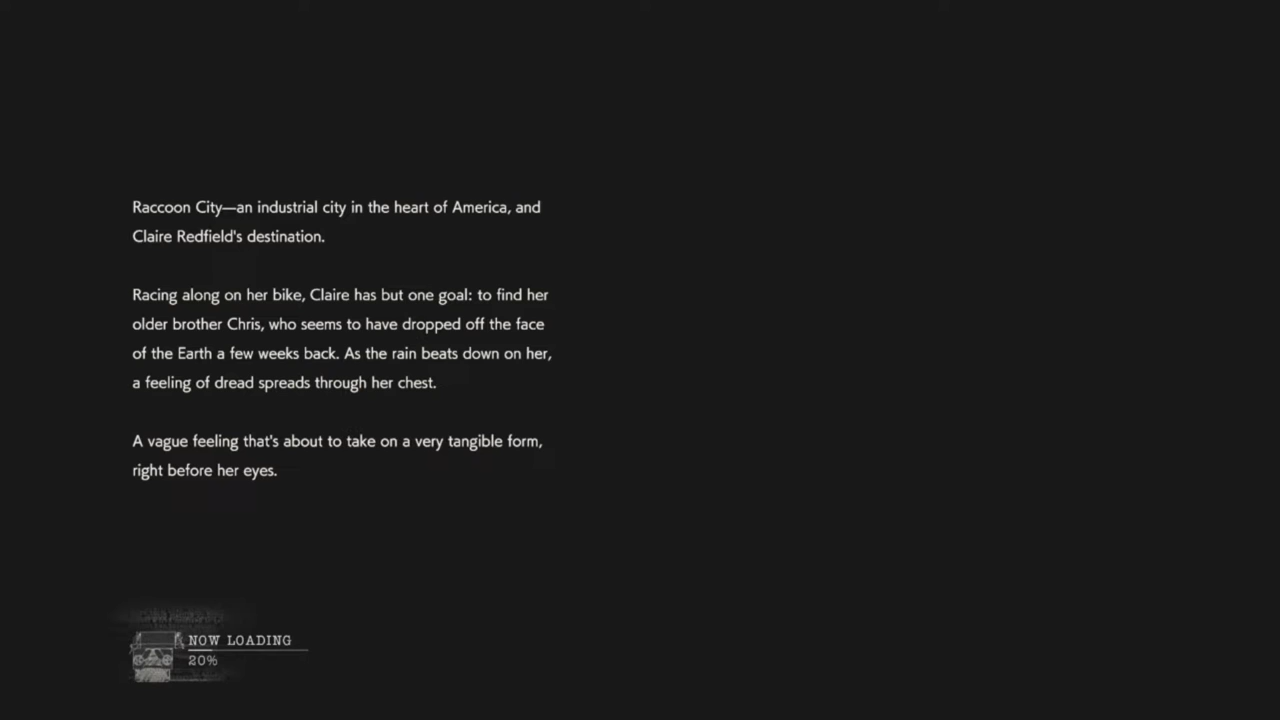 Raccoon City—an industrial city in the heart of America, and
Claire Redfield's destination.
Racing along on her bike, Claire has but one goal: to find her
older brother Chris, who seems to have dropped off the face
of the Earth a few weeks back. As the rain beats down on her,
a feeling of dread spreads through her chest.
A vague feeling that's about to take on a very tangible form,
right before her eyes.
NOW LOADING
20%